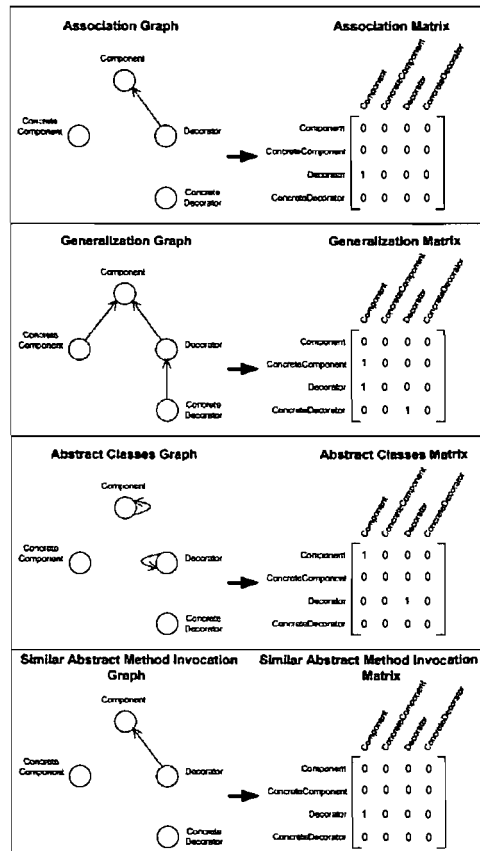 Association Graph
Component
Concrete
Component
Decorator
Concrete
Decorator
Association Matrix
Component
ConcreteComponent
Decorator
ConcreteDecorator
Component 0 0 0 0
ConcreteComponent 0 0 0 0
Decorator 1 0 0 0
ConcreteDecorator 0 0 0 0
Generalization Graph
Component
Concrete
Component
Decorator
Concrete
Decorator
Generalization Matrix
Component
ConcreteComponent
Decorator
ConcreteDecorator
Component 0 0 0 0
ConcreteComponent 1 0 0 0
Decorator 1 0 0 0
ConcreteDecorator 0 0 1 0
Abstract Classes Graph
Component
Concrete
Component
Decorator
Concrete
Decorator
Abstract Classes Matrix
Component
ConcreteComponent
Decorator
ConcreteDecorator
Component 1 0 0 0
ConcreteComponent 0 0 0 0
Decorator 0 0 1 0
ConcreteDecorator 0 0 0 0
Similar Abstract Method Invocation
Graph
Component
Concrete
Component
Decorator
Concrete
Decorator
Similar Abstract Method Invocation
Matrix
Component
ConcreteComponent
Decorator
ConcreteDecorator
Component 0 0 0 0
ConcreteComponent 0 0 0 0
Decorator 1 0 0 0
ConcreteDecorator 0 0 0 0